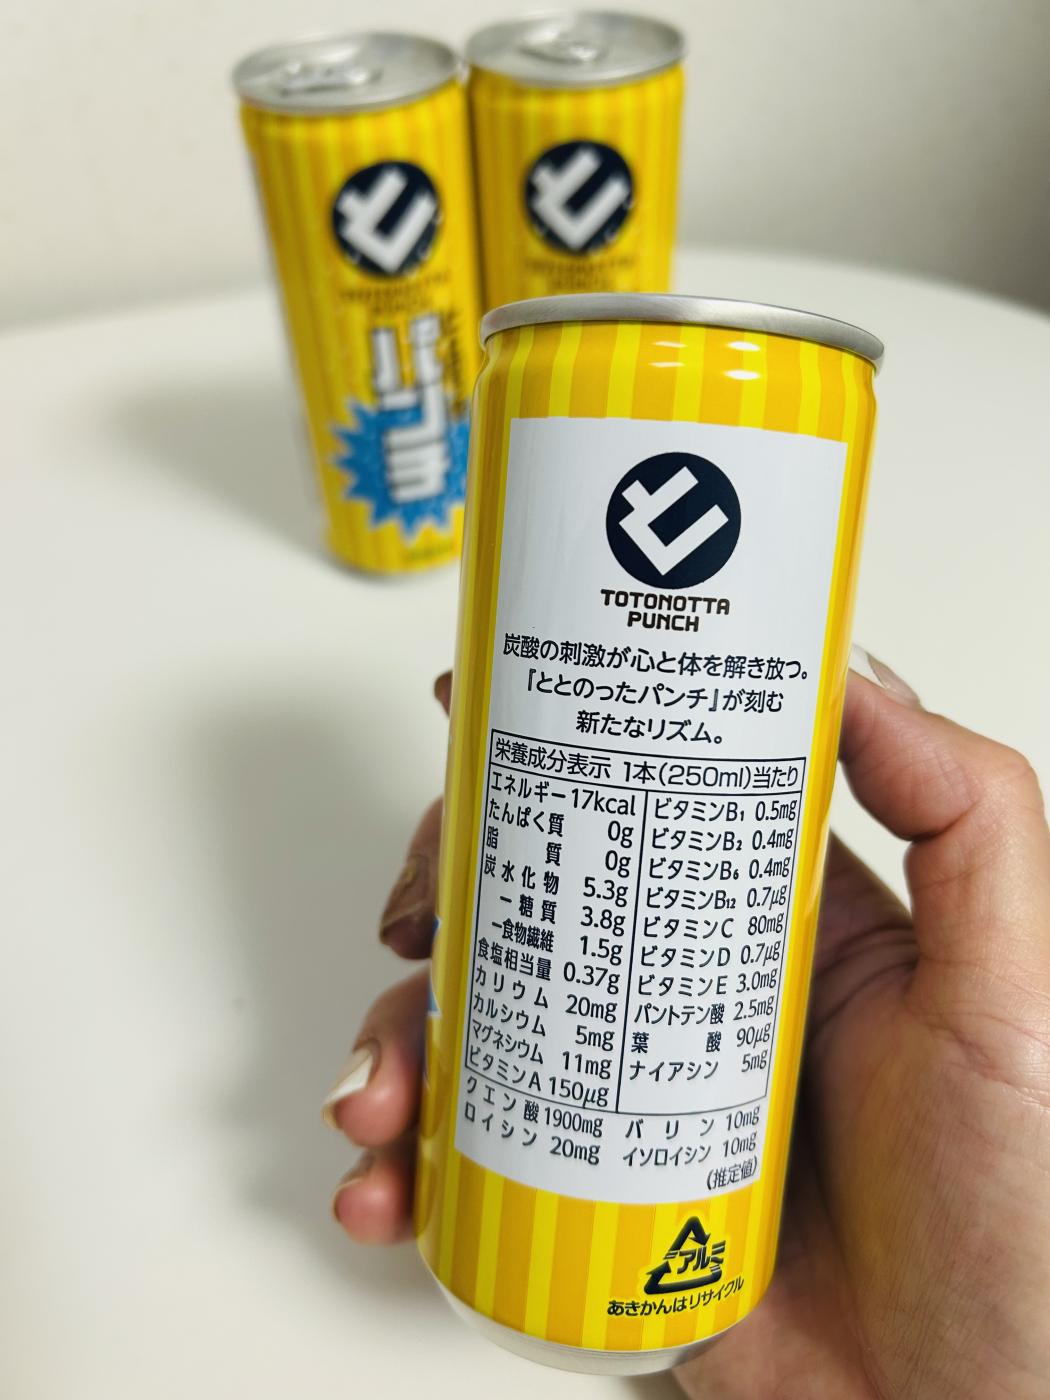 パンチ
と
TOTONOTTA
PUNCH
炭酸の刺激が心と体を解き放つ。
『ととのったパンチ』が刻む
新たなリズム。
栄養成分表示 1本(250ml)当たり
エネルギー 17kcal
たんぱく質 0g
脂質 0g
炭水化物 5.3g
－糖質 3.8g
－食物繊維 1.5g
食塩相当量 0.37g
カリウム 20mg
カルシウム 5mg
マグネシウム 11mg
ビタミンA 150μg
ビタミンB₁ 0.5mg
ビタミンB₂ 0.4mg
ビタミンB₆ 0.4mg
ビタミンB₁₂ 0.7μg
ビタミンC 80mg
ビタミンD 0.7μg
ビタミンE 3.0mg
パントテン酸 2.5mg
葉酸 90μg
ナイアシン 5mg
クエン酸 1900mg バリン 10mg
ロイシン 20mg イソロイシン 10mg
(推定値)
アルミ
あきかんはリサイクル